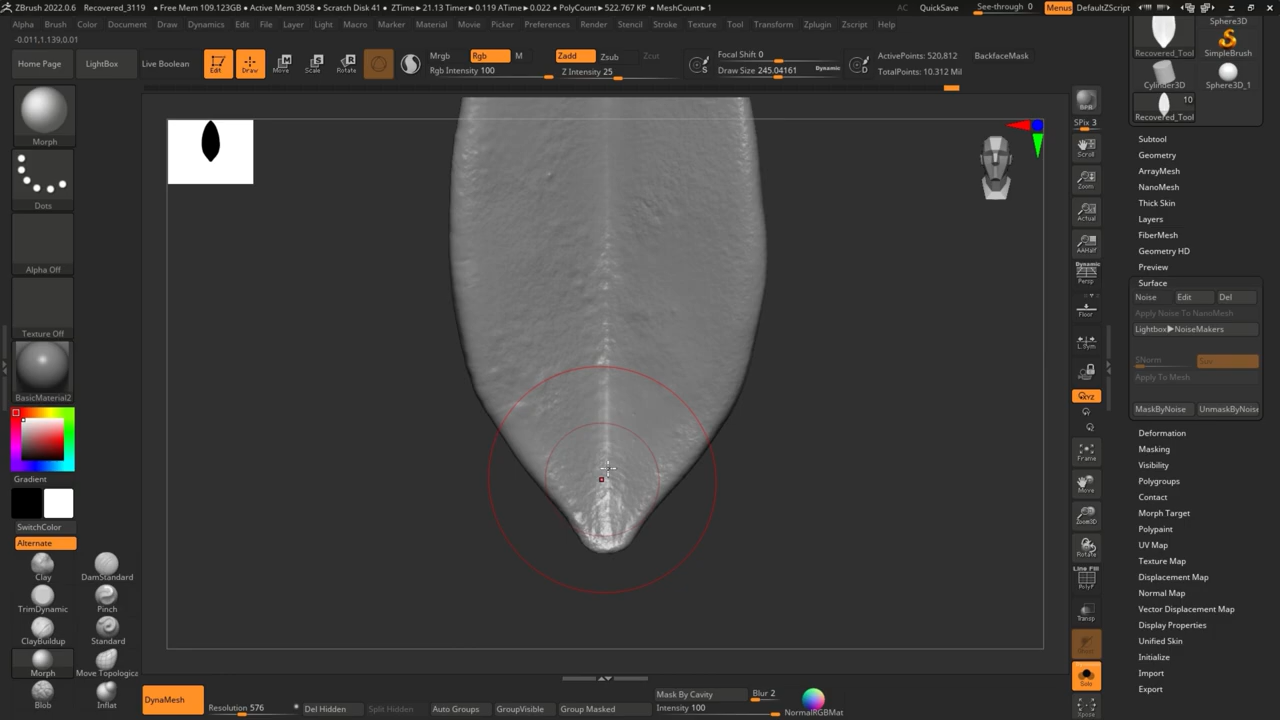 ZBrush 2022.0.6 Recovered_3119 • Free Mem 109.123GB • Active Mem 3058 • Scratch Disk 41 • ZTime▸21.13 Timer▸0.119 ATime▸0.022 • PolyCount▸522.767 KP • MeshCount▸1 AC QuickSave See-through 0 Menus DefaultZScript
Alpha Brush Color Document Draw Dynamics Edit File Layer Light Macro Marker Material Movie Picker Preferences Render Stencil Stroke Texture Tool Transform Zplugin Zscript Help
-0.011,1.139,0.01
Home Page LightBox Live Boolean Edit Draw Move Scale Rotate
Mrgb Rgb M
Rgb Intensity 100
Zadd Zsub Zcut
Z Intensity 25
Focal Shift 0
Draw Size 245.04161 Dynamic
S D
ActivePoints: 520,812
TotalPoints: 10.312 Mil
BackfaceMask
Morph
Dots
Alpha Off
Texture Off
BasicMaterial2
Gradient
SwitchColor
Alternate
Clay DamStandard
TrimDynamic Pinch
ClayBuildup Standard
Morph Move Topologica
Blob Inflat
DynaMesh
Resolution 576
Del Hidden Split Hidden Auto Groups GroupVisible Group Masked
Mask By Cavity Blur 2
Intensity 100
NormalRGBMat
BPR
SPix 3
Scroll
Zoom
Actual
AAHalf
Dynamic
Persp
Floor
L.Sym
XYZ
Frame
Move
Zoom3D
Rotate
Line Fill
PolyF
Transp
Solo
Xpose
Sphere3D
Recovered_Tool SimpleBrush
Cylinder3D Sphere3D_1
10
Recovered_Tool
Subtool
Geometry
ArrayMesh
NanoMesh
Thick Skin
Layers
FiberMesh
Geometry HD
Preview
Surface
Noise Edit Del
Apply Noise To NanoMesh
Lightbox▸NoiseMakers
SNorm
Apply To Mesh
MaskByNoise UnmaskByNoise
Deformation
Masking
Visibility
Polygroups
Contact
Morph Target
Polypaint
UV Map
Texture Map
Displacement Map
Normal Map
Vector Displacement Map
Display Properties
Unified Skin
Initialize
Import
Export